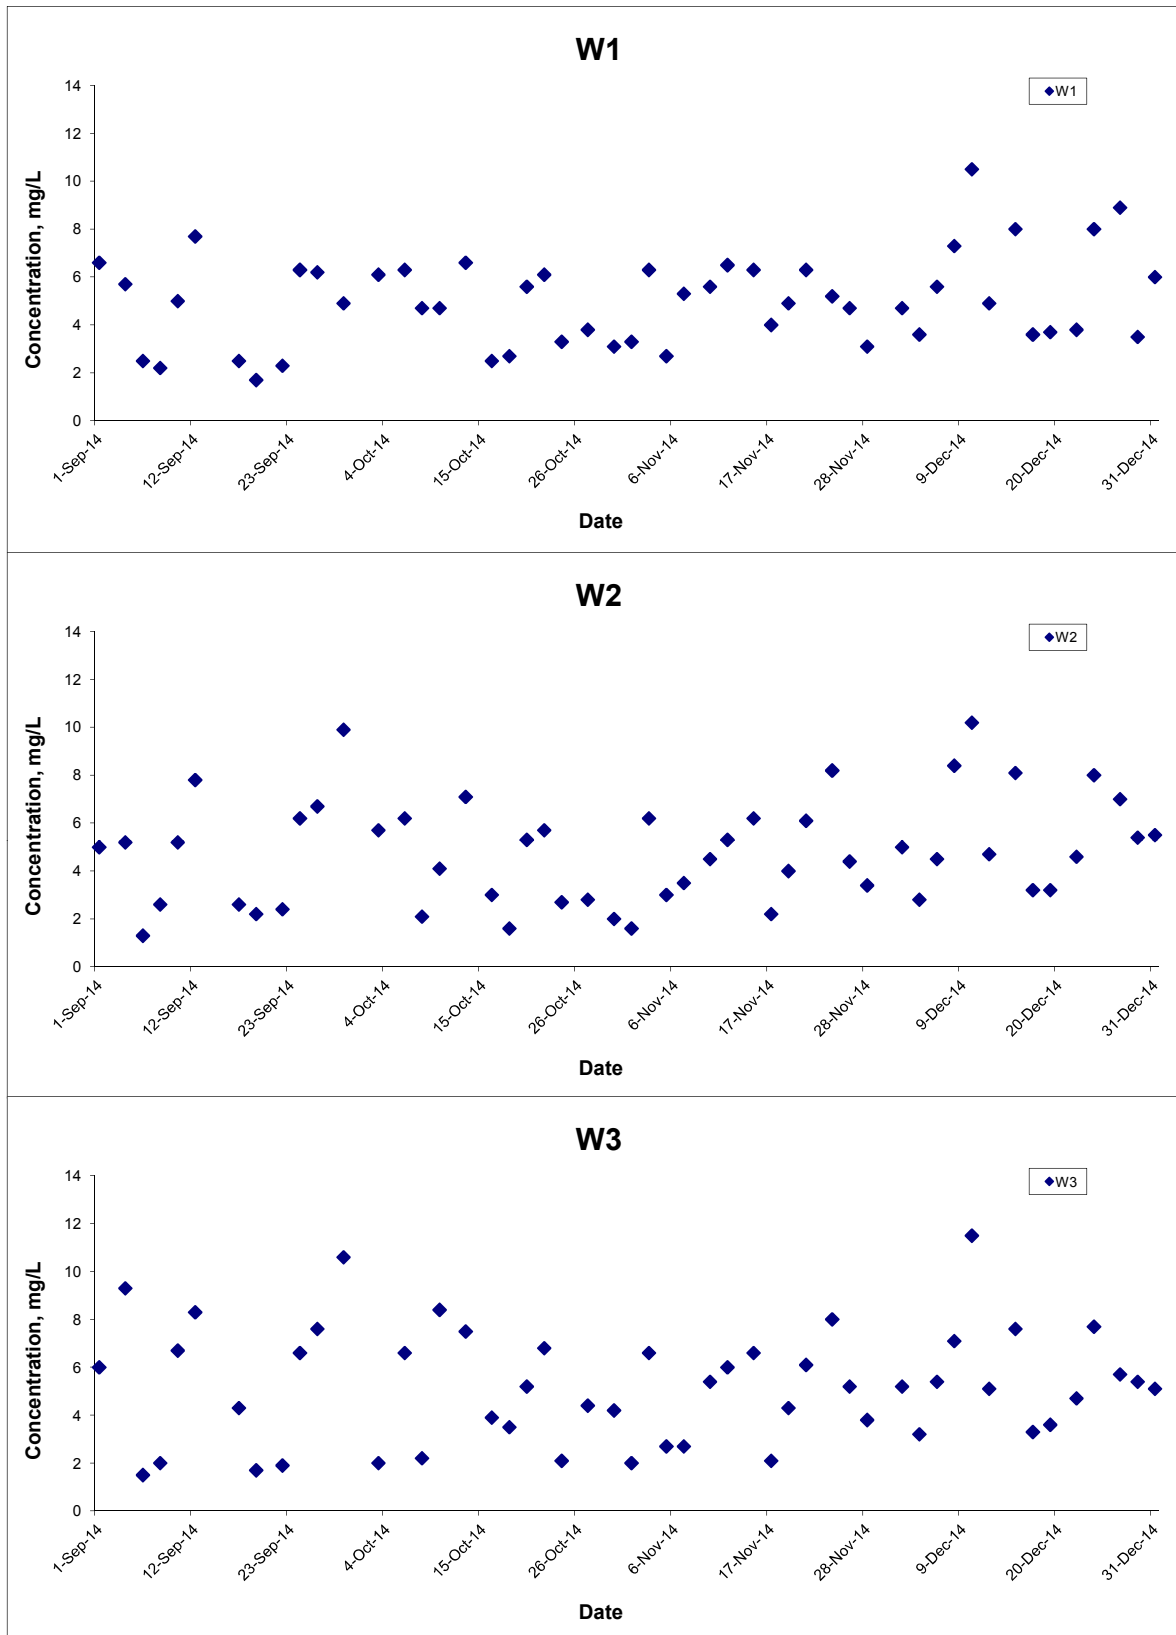 W1
W1
Concentration, mg/L
14
12
10
8
6
4
2
0
1-Sep-14
12-Sep-14
23-Sep-14
4-Oct-14
15-Oct-14
26-Oct-14
6-Nov-14
17-Nov-14
28-Nov-14
9-Dec-14
20-Dec-14
31-Dec-14
Date
W2
W2
Concentration, mg/L
14
12
10
8
6
4
2
0
1-Sep-14
12-Sep-14
23-Sep-14
4-Oct-14
15-Oct-14
26-Oct-14
6-Nov-14
17-Nov-14
28-Nov-14
9-Dec-14
20-Dec-14
31-Dec-14
Date
W3
W3
Concentration, mg/L
14
12
10
8
6
4
2
0
1-Sep-14
12-Sep-14
23-Sep-14
4-Oct-14
15-Oct-14
26-Oct-14
6-Nov-14
17-Nov-14
28-Nov-14
9-Dec-14
20-Dec-14
31-Dec-14
Date